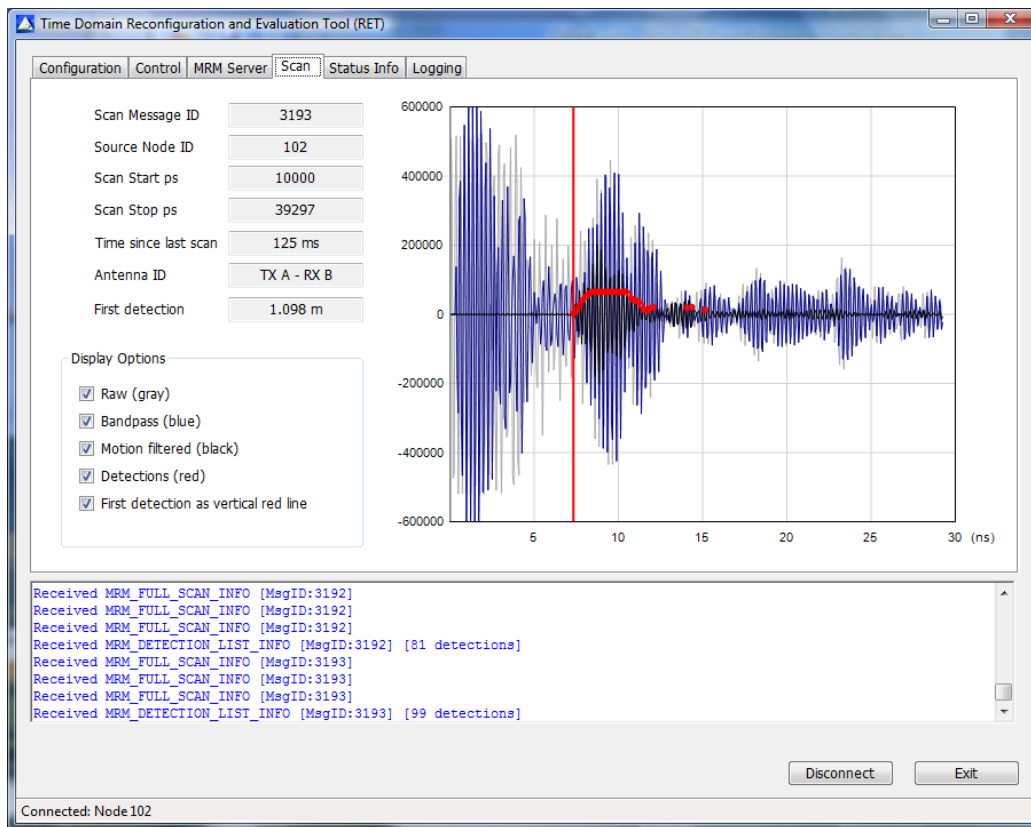 Time Domain Reconfiguration and Evaluation Tool (RET)
Configuration Control MRM Server Scan Status Info Logging
Scan Message ID 3193
Source Node ID 102
Scan Start ps 10000
Scan Stop ps 39297
Time since last scan 125 ms
Antenna ID TX A - RX B
First detection 1.098 m
Display Options
Raw (gray)
Bandpass (blue)
Motion filtered (black)
Detections (red)
First detection as vertical red line
600000
400000
200000
0
-200000
-400000
-600000
5 10 15 20 25 30 (ns)
Received MRM_FULL_SCAN_INFO [MsgID:3192]
Received MRM_FULL_SCAN_INFO [MsgID:3192]
Received MRM_FULL_SCAN_INFO [MsgID:3192]
Received MRM_DETECTION_LIST_INFO [MsgID:3192] [81 detections]
Received MRM_FULL_SCAN_INFO [MsgID:3193]
Received MRM_FULL_SCAN_INFO [MsgID:3193]
Received MRM_FULL_SCAN_INFO [MsgID:3193]
Received MRM_DETECTION_LIST_INFO [MsgID:3193] [99 detections]
Disconnect Exit
Connected: Node 102